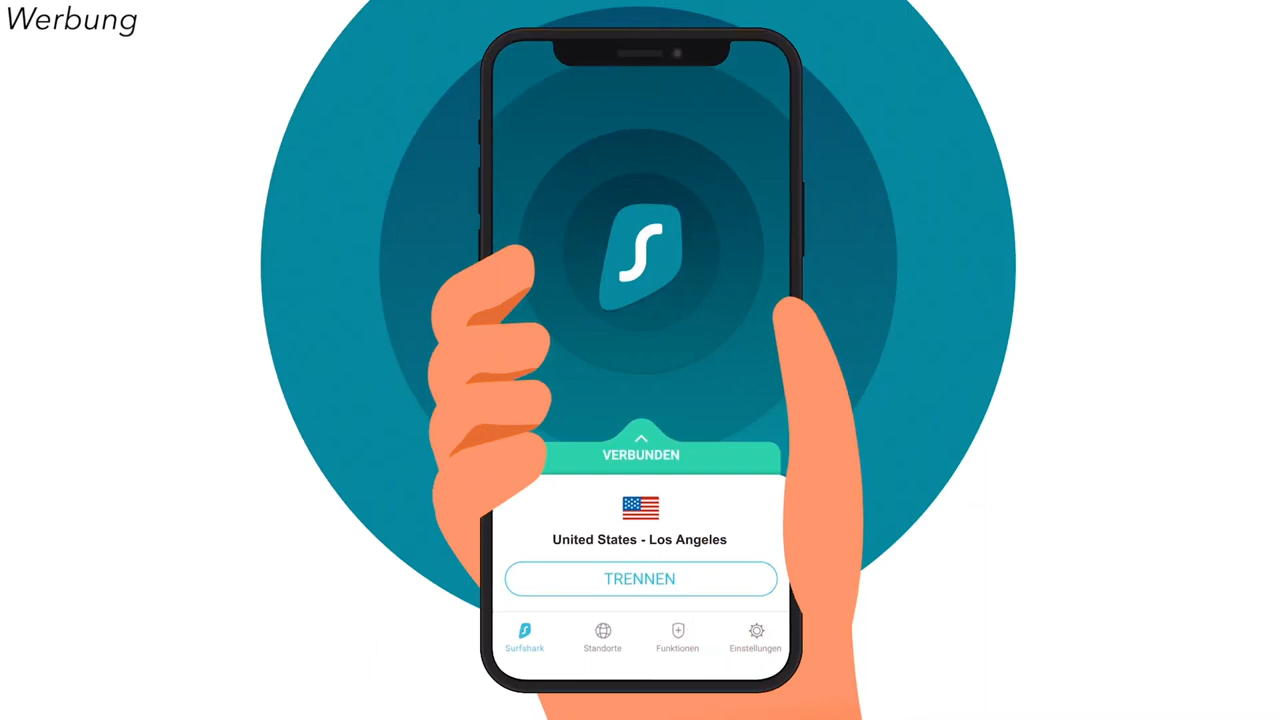 Werbung
S
VERBUNDEN
United States - Los Angeles
TRENNEN
Surfshark Standorte Funktionen Einstellungen